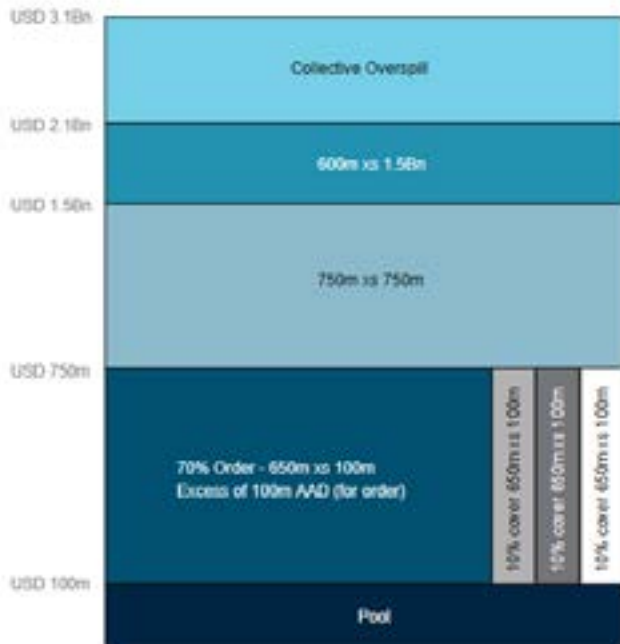 USD 3.1Bn
Collective Overspill
USD 2.1Bn
600m xs 1.5Bn
USD 1.5Bn
750m xs 750m
USD 750m
70% Order - 650m xs 100m
Excess of 100m AAD (for order)
10% cover 650m xs 100m
10% cover 650m xs 100m
10% cover 650m xs 100m
USD 100m
Pool